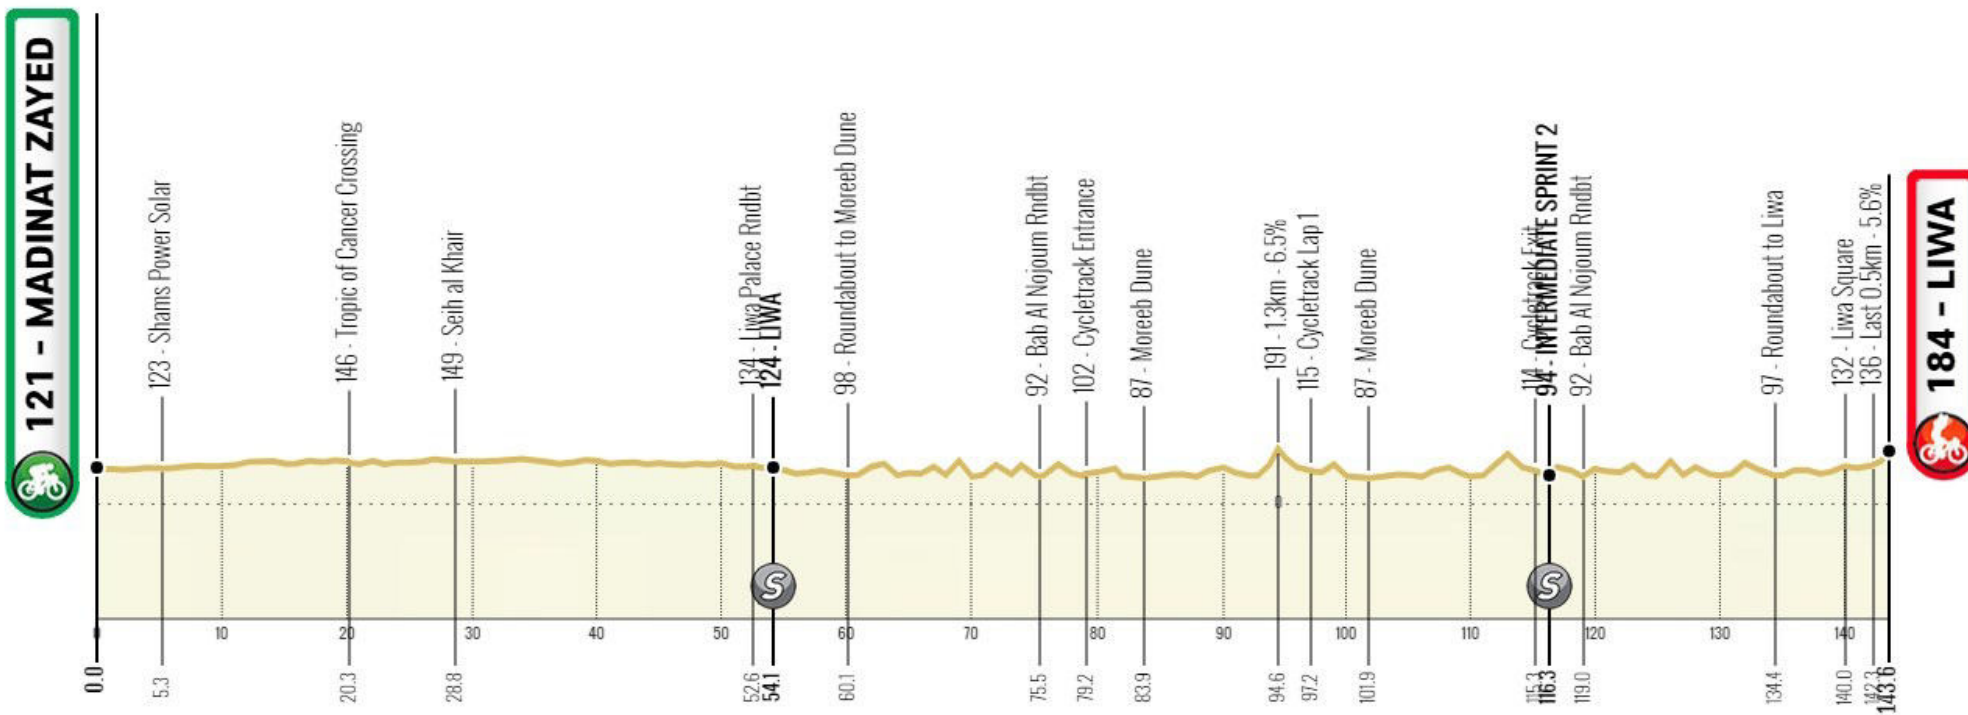 121 - MADINAT ZAYED
123 - Shams Power Solar
146 - Tropic of Cancer Crossing
149 - Seih al Khair
134 - Liwa Palace Rndbt
124 - LIWA
98 - Roundabout to Moreeb Dune
92 - Bab Al Nojoum Rndbt
102 - Cycletrack Entrance
87 - Moreeb Dune
191 - 1.3km - 6.5%
115 - Cycletrack Lap 1
87 - Moreeb Dune
114 - Cycletrack Exit
94 - INTERMEDIATE SPRINT 2
92 - Bab Al Nojoum Rndbt
97 - Roundabout to Liwa
132 - Liwa Square
136 - Last 0.5km - 5.6%
184 - LIWA
S
S
0 10 20 30 40 50 60 70 80 90 100 110 120 130 140
0.0 5.3 20.3 28.8 52.6 54.1 60.1 75.5 79.2 83.9 94.6 97.2 101.9 115.3 116.3 119.0 134.4 140.0 142.3 143.6